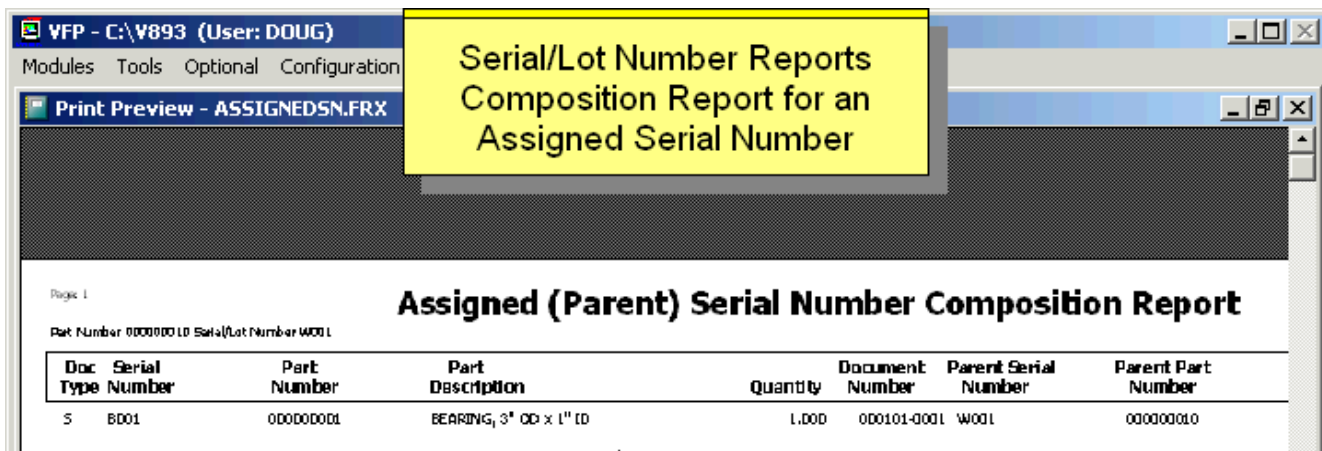 VFP - C:\V893 (User: DOUG)
Modules Tools Optional Configuration
Serial/Lot Number Reports
Composition Report for an
Assigned Serial Number
Print Preview - ASSIGNEDSN.FRX
Page: 1
Assigned (Parent) Serial Number Composition Report
Part Number 000000010 Serial/Lot Number W001
Doc Serial Part Part Document Parent Serial Parent Part
Type Number Number Description Quantity Number Number Number
S B001 000000001 BEARING, 3" OD x 1" ID 1.000 000101-0001 W001 000000010